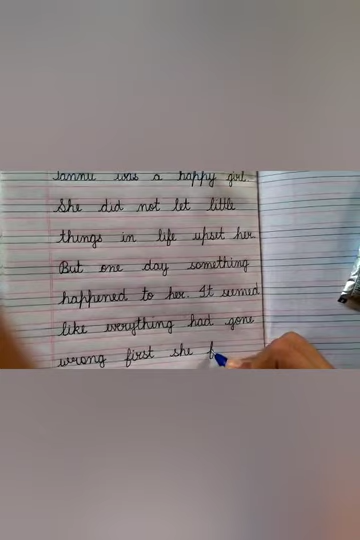 Tannu was a happy girl.
She did not let little
things in life upset her.
But one day something
happened to her. It seemed
like everything had gone
wrong first she f